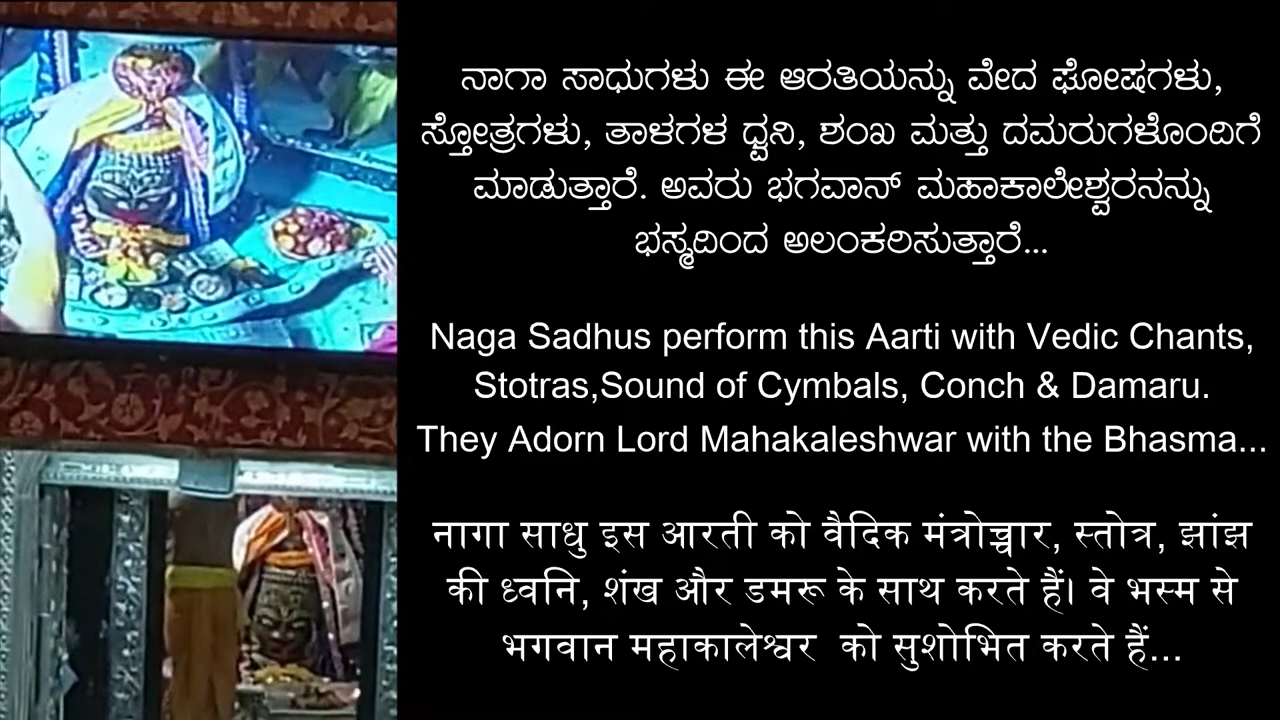 ನಾಗಾ ಸಾಧುಗಳು ಈ ಆರತಿಯನ್ನು ವೇದ ಘೋಷಗಳು,
ಸ್ತೋತ್ರಗಳು, ತಾಳಗಳ ಧ್ವನಿ, ಶಂಖ ಮತ್ತು ದಮರುಗಳೊಂದಿಗೆ
ಮಾಡುತ್ತಾರೆ. ಅವರು ಭಗವಾನ್ ಮಹಾಕಾಲೇಶ್ವರನನ್ನು
ಭಸ್ಮದಿಂದ ಅಲಂಕರಿಸುತ್ತಾರೆ...
Naga Sadhus perform this Aarti with Vedic Chants,
Stotras,Sound of Cymbals, Conch & Damaru.
They Adorn Lord Mahakaleshwar with the Bhasma...
नागा साधु इस आरती को वैदिक मंत्रोच्चार, स्तोत्र, झांझ
की ध्वनि, शंख और डमरू के साथ करते हैं। वे भस्म से
भगवान महाकालेश्वर को सुशोभित करते हैं...